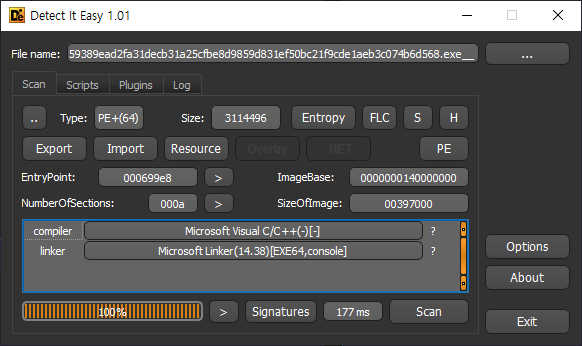 Detect It Easy 1.01
File name: 59389ead2fa31decb31a25cfbe8d9859d831ef50bc21f9cde1aeb3c074b6d568.exe__ ...
Scan Scripts Plugins Log
.. Type: PE+(64) Size: 3114496 Entropy FLC S H
Export Import Resource Overlay .NET PE
EntryPoint: 000699e8 > ImageBase: 0000000140000000
NumberOfSections: 000a > SizeOfImage: 00397000
compiler Microsoft Visual C/C++(-)[-] ?
linker Microsoft Linker(14.38)[EXE64,console] ?
Options
About
100% > Signatures 177 ms Scan
Exit